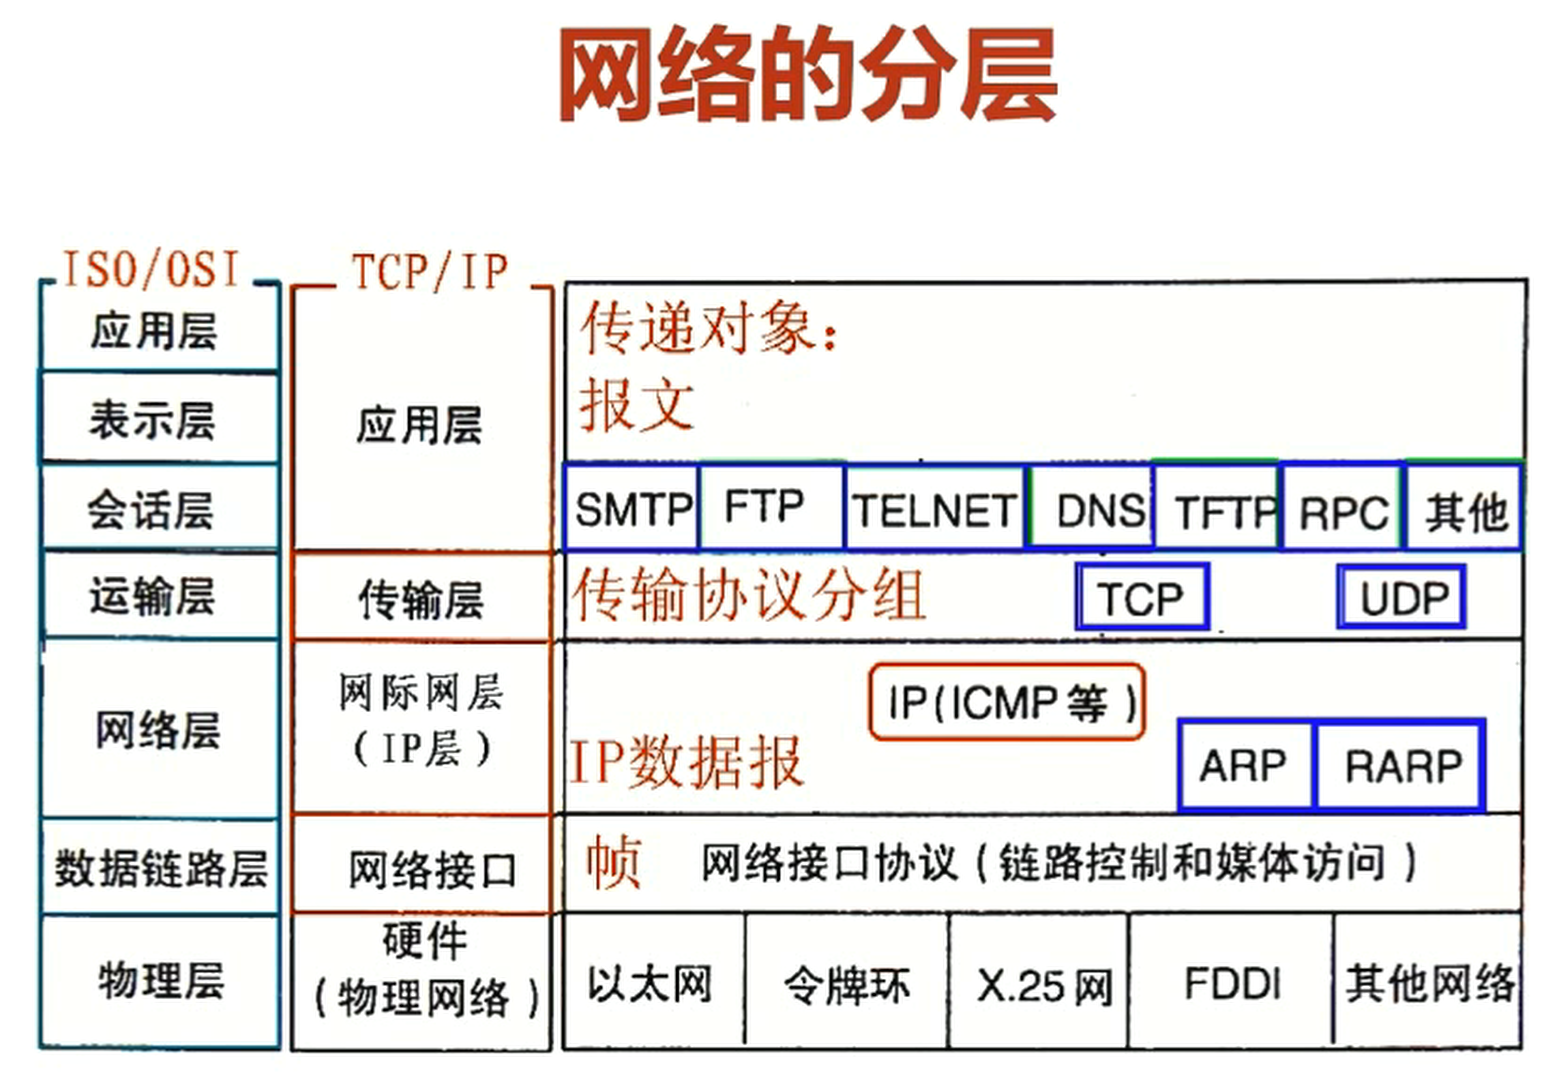 网络的分层
ISO/OSI
TCP/IP
应用层
表示层
会话层
运输层
网络层
数据链路层
物理层
应用层
传输层
网际网层
(IP层)
网络接口
硬件
(物理网络)
传递对象:
报文
SMTP FTP TELNET DNS TFTP RPC 其他
传输协议分组 TCP UDP
IP(ICMP等)
IP数据报 ARP RARP
帧 网络接口协议(链路控制和媒体访问)
以太网 令牌环 X.25网 FDDI 其他网络